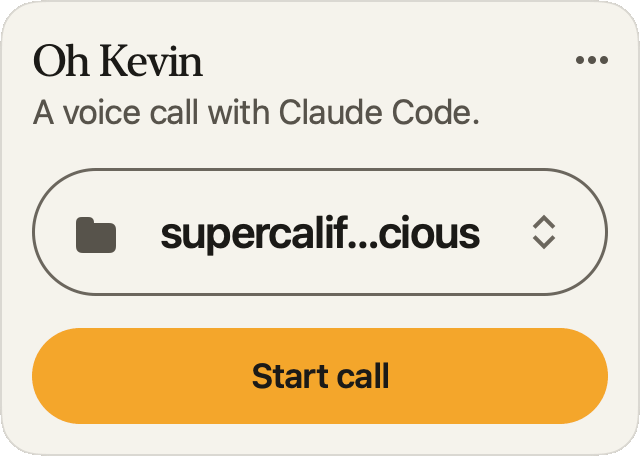 Oh Kevin
A voice call with Claude Code.
supercalif...cious
Start call